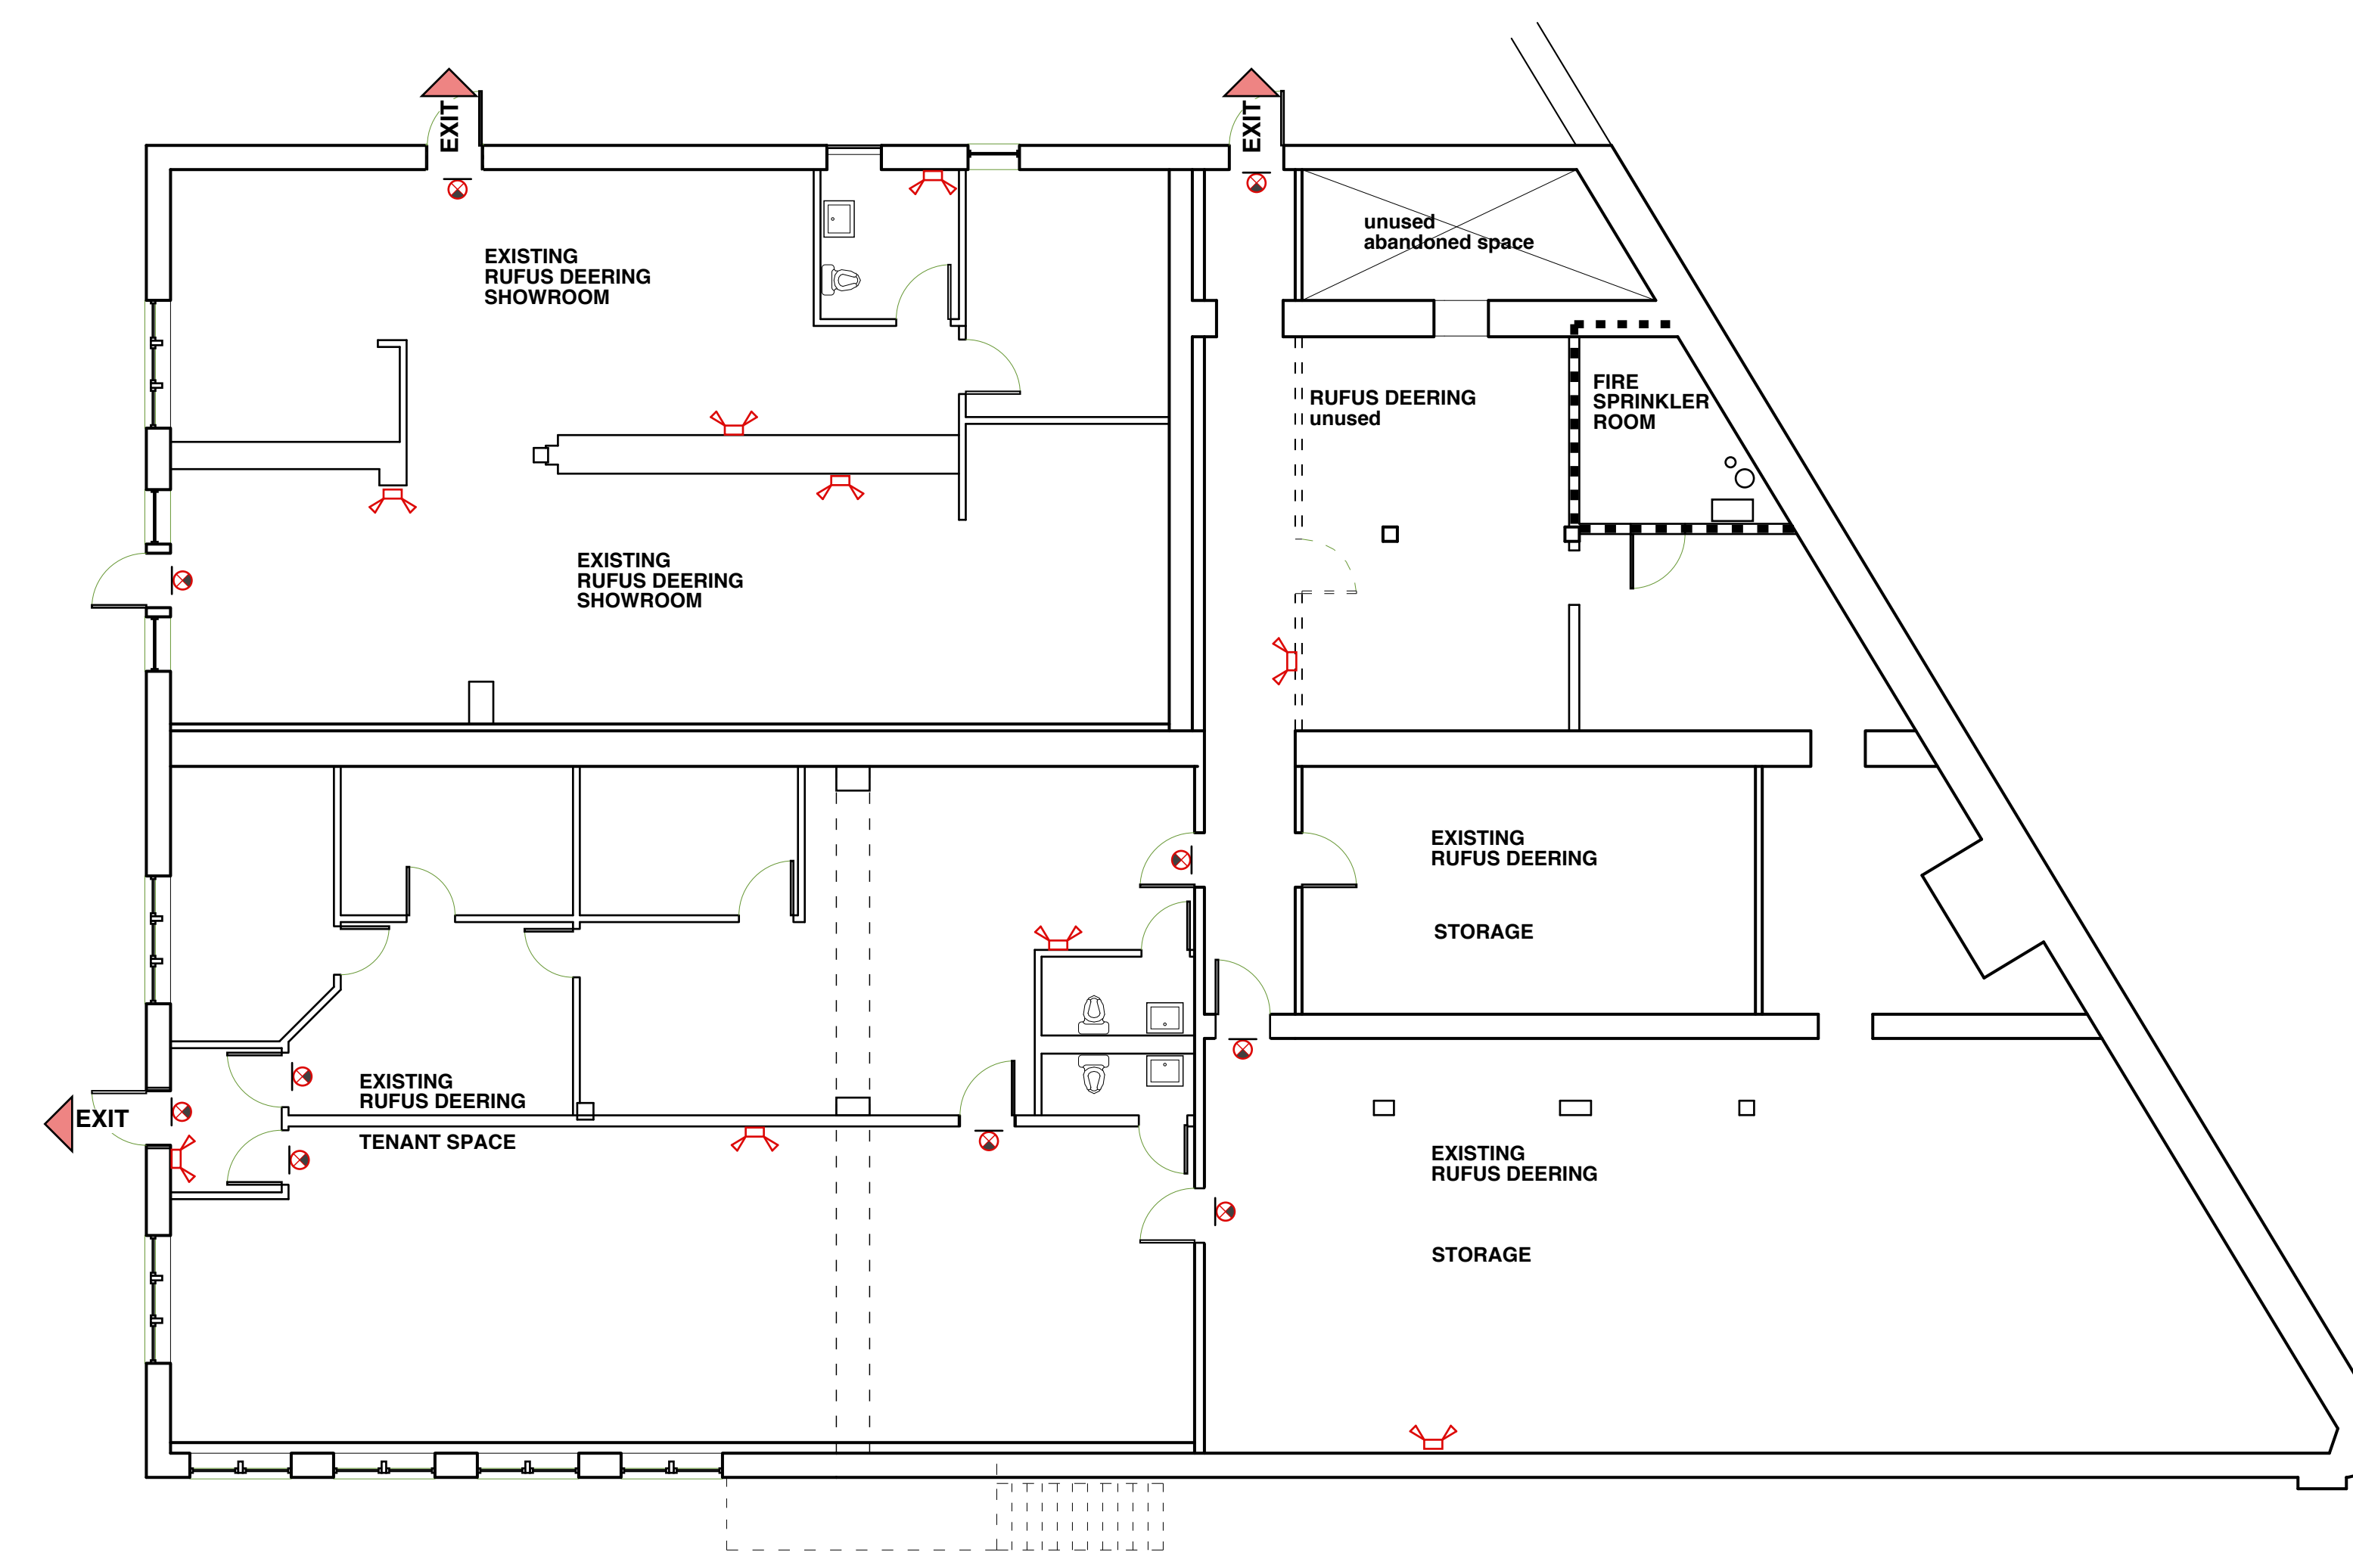 EXIT
EXIT
unused
abandoned space
EXISTING
RUFUS DEERING
SHOWROOM
RUFUS DEERING
unused
FIRE
SPRINKLER
ROOM
EXISTING
RUFUS DEERING
SHOWROOM
EXISTING
RUFUS DEERING
STORAGE
EXISTING
RUFUS DEERING
TENANT SPACE
EXIT
EXISTING
RUFUS DEERING
STORAGE